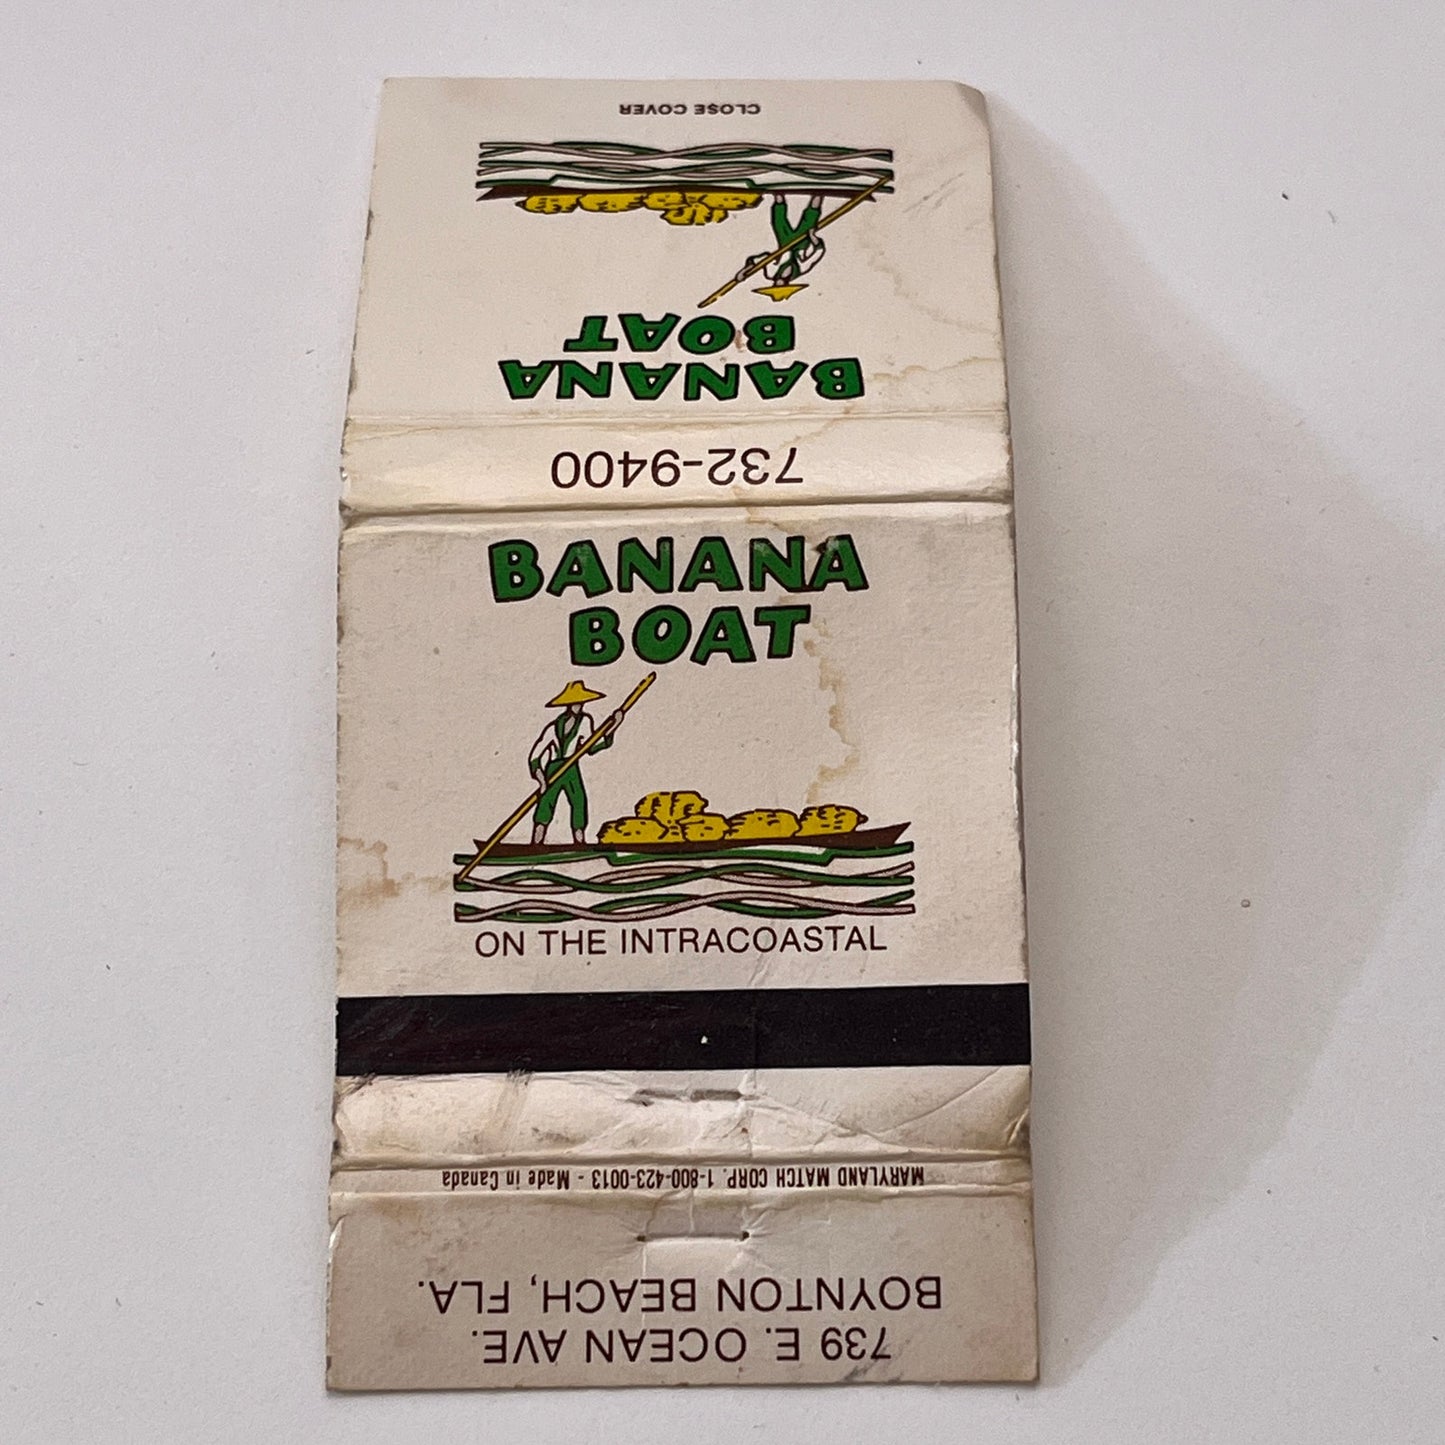 CLOSE COVER
BANANA
BOAT
732-9400
BANANA
BOAT
ON THE INTRACOASTAL
MARYLAND MATCH CORP. 1-800-423-0013 - Made in Canada
739 E. OCEAN AVE.
BOYNTON BEACH, FLA.